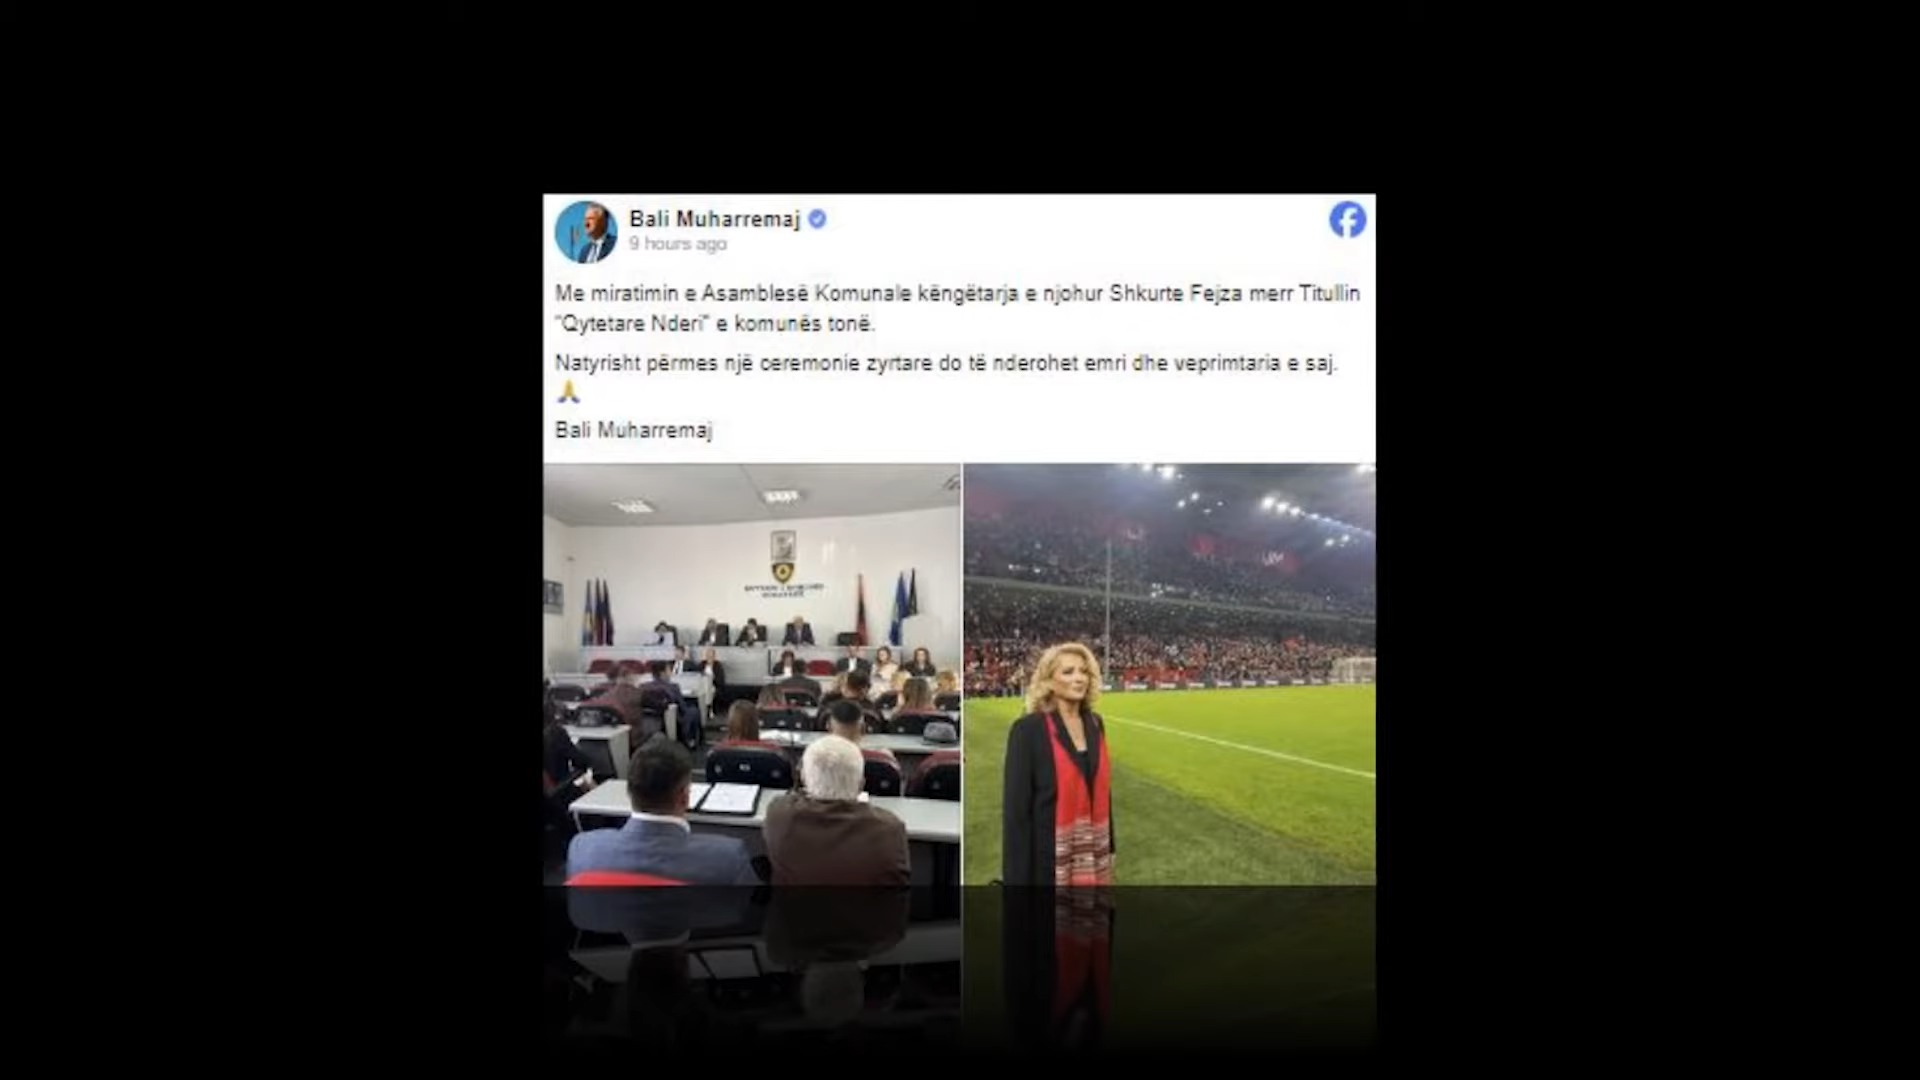 Bali Muharremaj
9 hours ago
Me miratimin e Asamblesë Komunale këngëtarja e njohur Shkurte Fejza merr Titullin
"Qytetare Nderi" e komunës tonë.
Natyrisht përmes një ceremonie zyrtare do të nderohet emri dhe veprimtaria e saj.
Bali Muharremaj